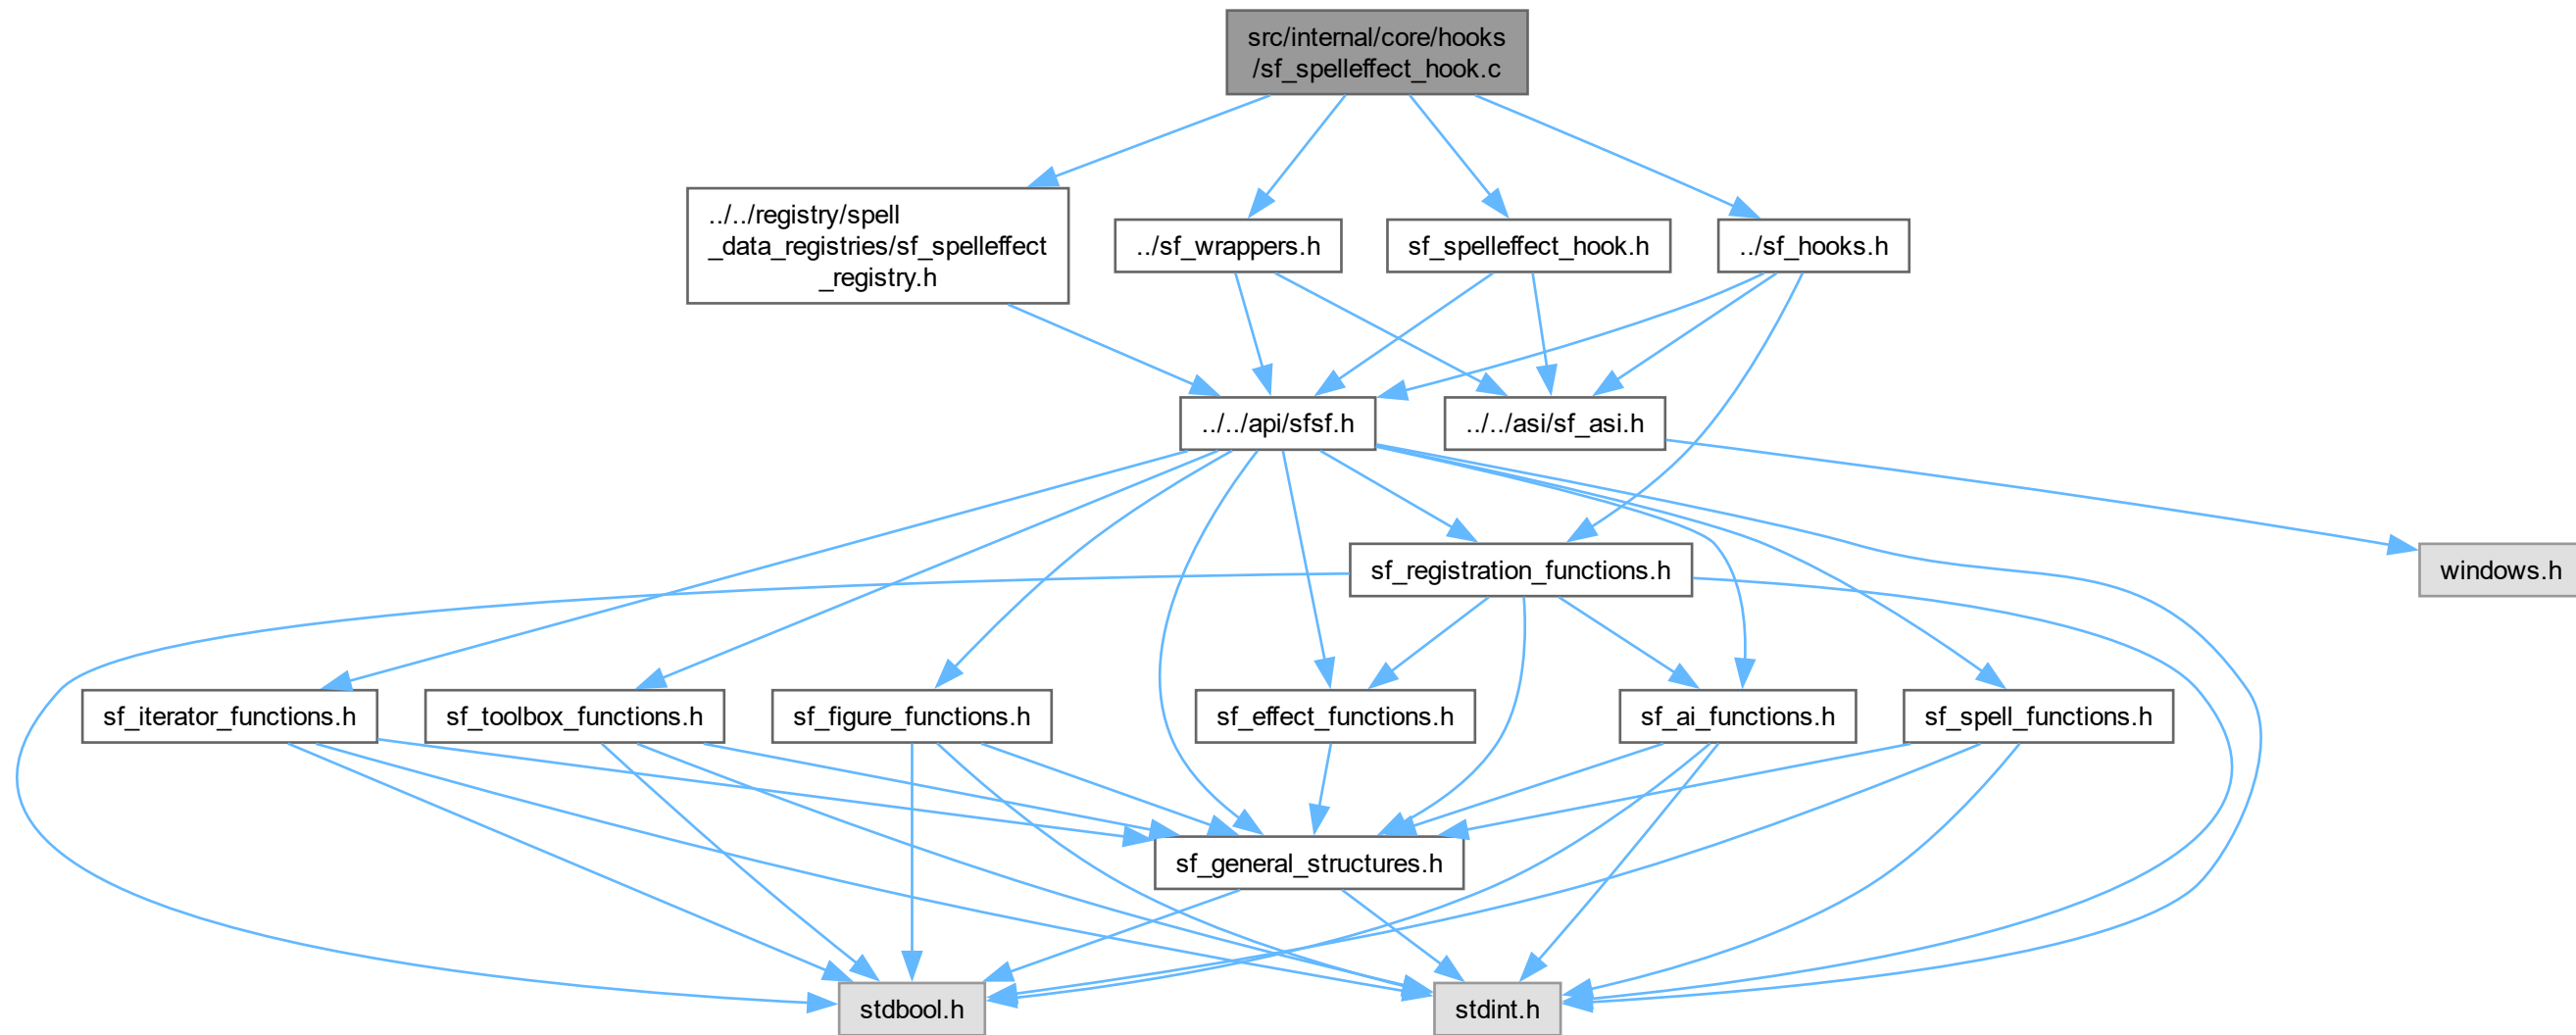 src/internal/core/hooks
/sf_spelleffect_hook.c
../../registry/spell
_data_registries/sf_spelleffect
_registry.h
../sf_wrappers.h
sf_spelleffect_hook.h
../sf_hooks.h
../../api/sfsf.h
../../asi/sf_asi.h
sf_registration_functions.h
windows.h
sf_iterator_functions.h
sf_toolbox_functions.h
sf_figure_functions.h
sf_effect_functions.h
sf_ai_functions.h
sf_spell_functions.h
sf_general_structures.h
stdbool.h
stdint.h